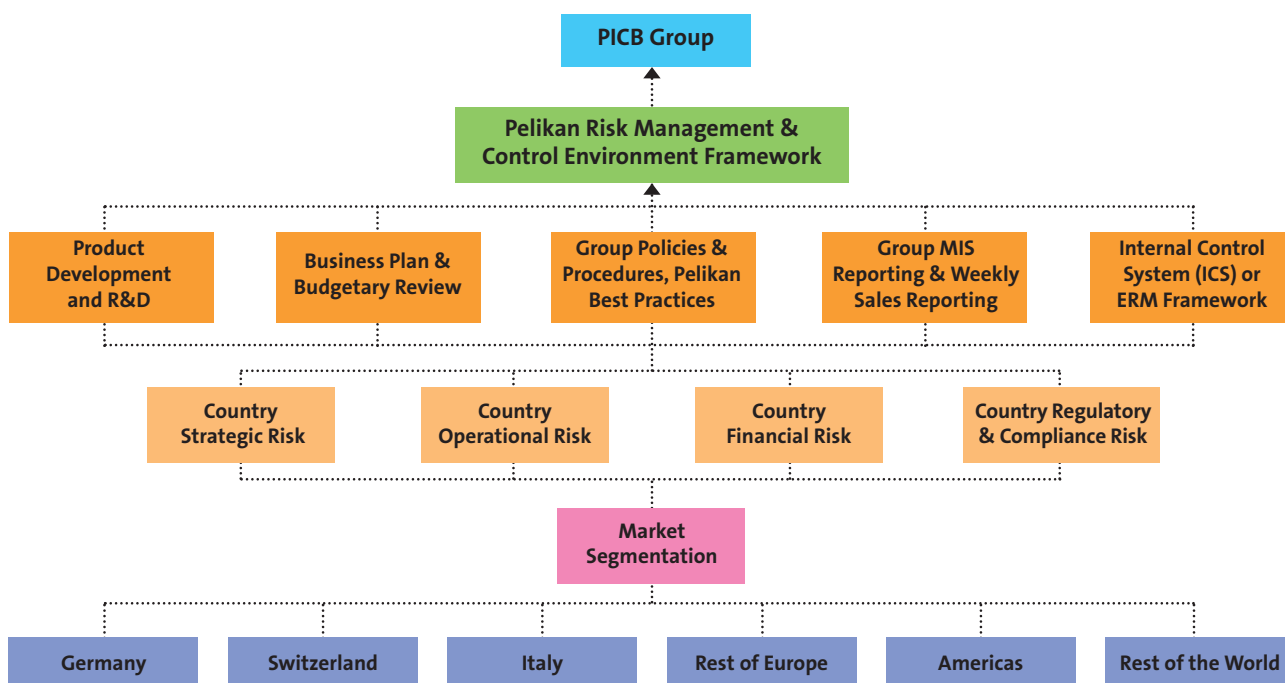 PICB Group
Pelikan Risk Management &
Control Environment Framework
Product
Development
and R&D
Business Plan &
Budgetary Review
Group Policies &
Procedures, Pelikan
Best Practices
Group MIS
Reporting & Weekly
Sales Reporting
Internal Control
System (ICS) or
ERM Framework
Country
Strategic Risk
Country
Operational Risk
Country
Financial Risk
Country Regulatory
& Compliance Risk
Market
Segmentation
Germany
Switzerland
Italy
Rest of Europe
Americas
Rest of the World